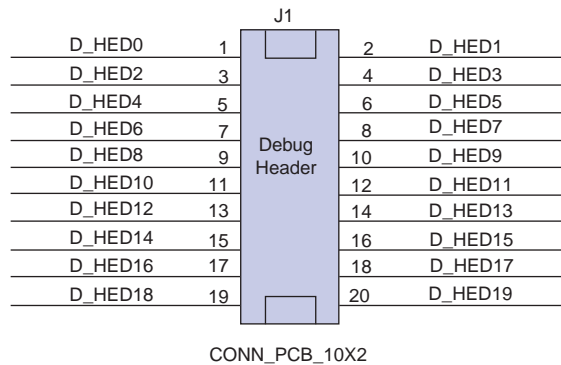 J1
D_HED0 1 2 D_HED1
D_HED2 3 4 D_HED3
D_HED4 5 6 D_HED5
D_HED6 7 8 D_HED7
Debug
D_HED8 9 10 D_HED9
Header
D_HED10 11 12 D_HED11
D_HED12 13 14 D_HED13
D_HED14 15 16 D_HED15
D_HED16 17 18 D_HED17
D_HED18 19 20 D_HED19
CONN_PCB_10X2